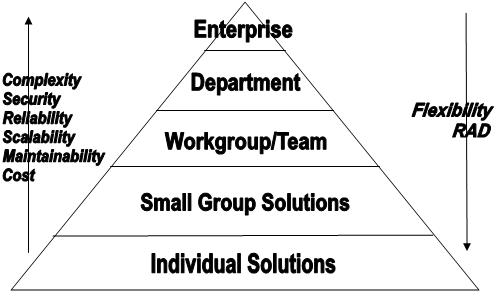 Enterprise
Department
Workgroup/Team
Small Group Solutions
Individual Solutions
Complexity
Security
Reliability
Scalability
Maintainability
Cost
Flexibility
RAD